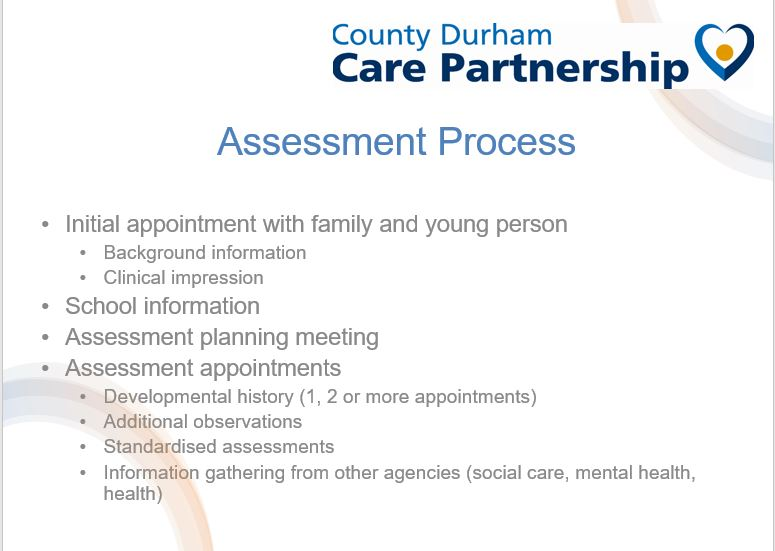 County Durham
Care Partnership
Assessment Process
• Initial appointment with family and young person
• Background information
• Clinical impression
• School information
• Assessment planning meeting
• Assessment appointments
• Developmental history (1, 2 or more appointments)
• Additional observations
• Standardised assessments
• Information gathering from other agencies (social care, mental health,
health)